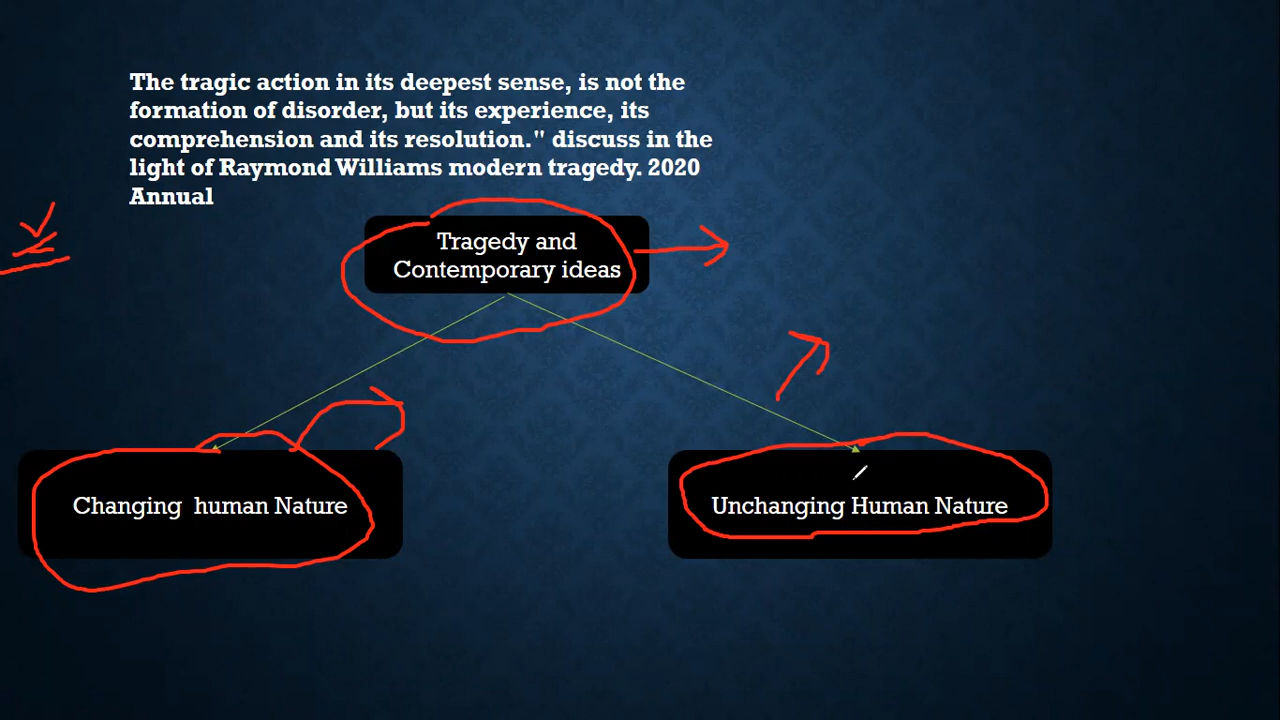 The tragic action in its deepest sense, is not the
formation of disorder, but its experience, its
comprehension and its resolution." discuss in the
light of Raymond Williams modern tragedy. 2020
Annual
Tragedy and
Contemporary ideas
Changing human Nature
Unchanging Human Nature